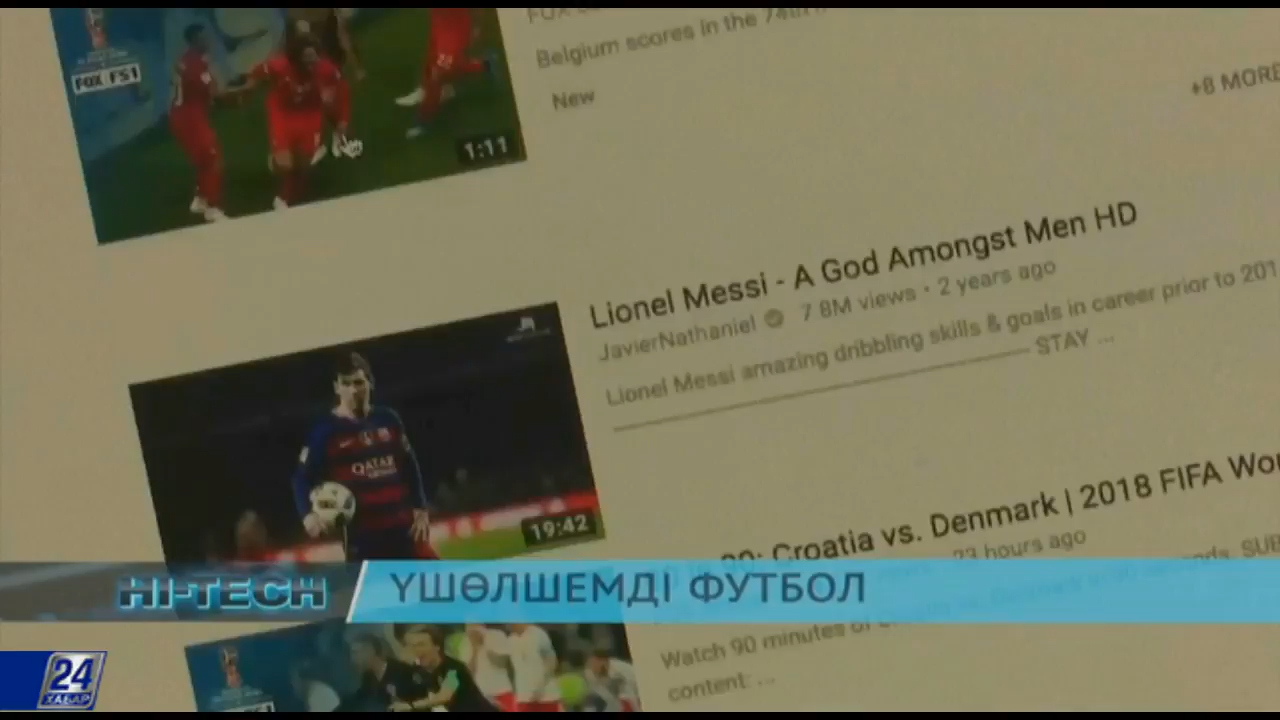 FOX FS1
1:11
Belgium scores in the 74th
New
+8 MORE
Lionel Messi - A God Amongst Men HD
JavierNathaniel 7.8M views • 2 years ago
Lionel Messi amazing dribbling skills & goals in career prior to 201
STAY ...
QATAR
19:42
90: Croatia vs. Denmark | 2018 FIFA
23 hours ago
HI-TECH
ҮШӨЛШЕМДІ ФУТБОЛ
Watch 90 minutes of
content: ...
24
ХАБАР